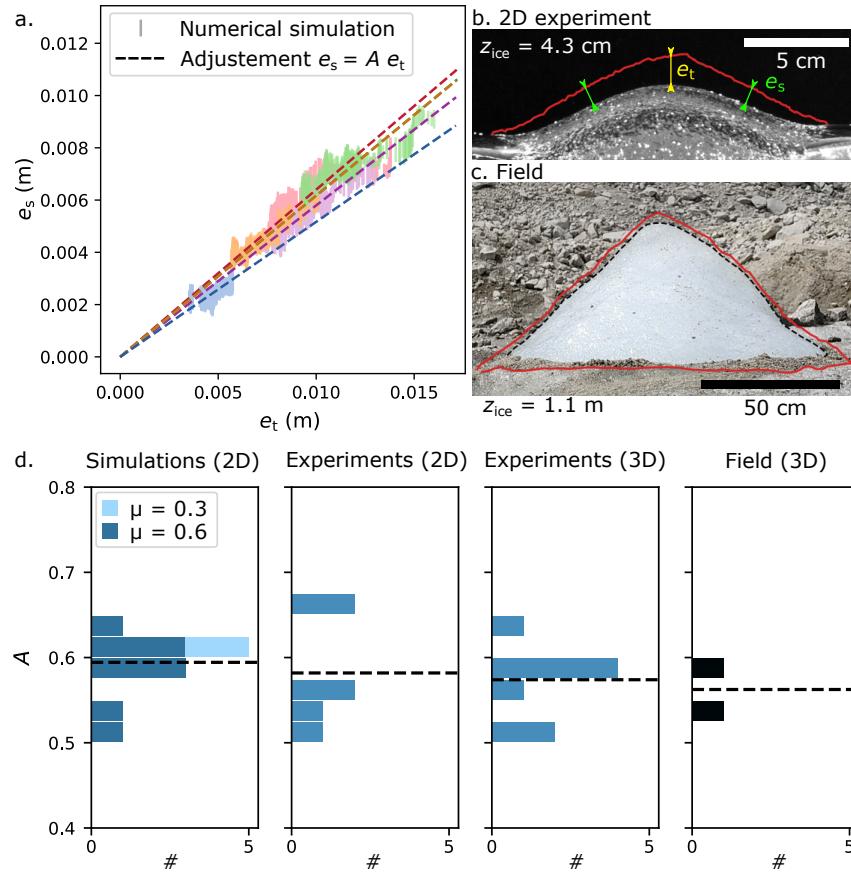 a.
Numerical simulation
Adjustement e_s = A e_t
0.012
0.010
0.008
0.006
0.004
0.002
0.000
e_s (m)
0.000 0.005 0.010 0.015
e_t (m)
b. 2D experiment
z_ice = 4.3 cm
5 cm
e_t
e_s
c. Field
z_ice = 1.1 m
50 cm
d.
Simulations (2D) Experiments (2D) Experiments (3D) Field (3D)
μ = 0.3
μ = 0.6
0.8
0.7
0.6
0.5
0.4
A
0 5 0 5 0 5 0 5
# # # #